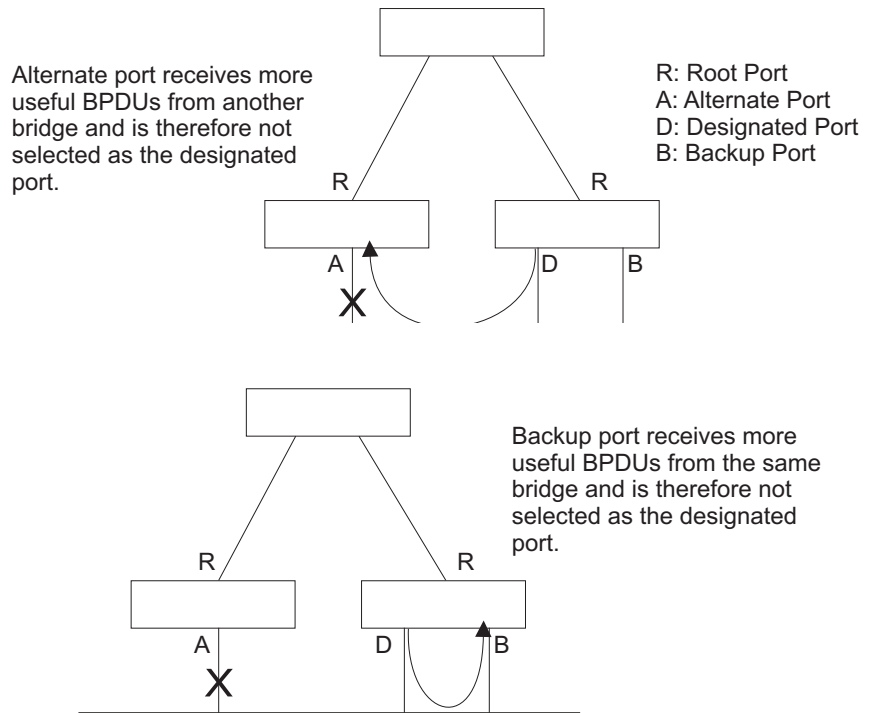 Alternate port receives more
useful BPDUs from another
bridge and is therefore not
selected as the designated
port.
R: Root Port
A: Alternate Port
D: Designated Port
B: Backup Port
R
R
A
D
B
X
Backup port receives more
useful BPDUs from the same
bridge and is therefore not
selected as the designated
port.
R
R
A
D
B
X